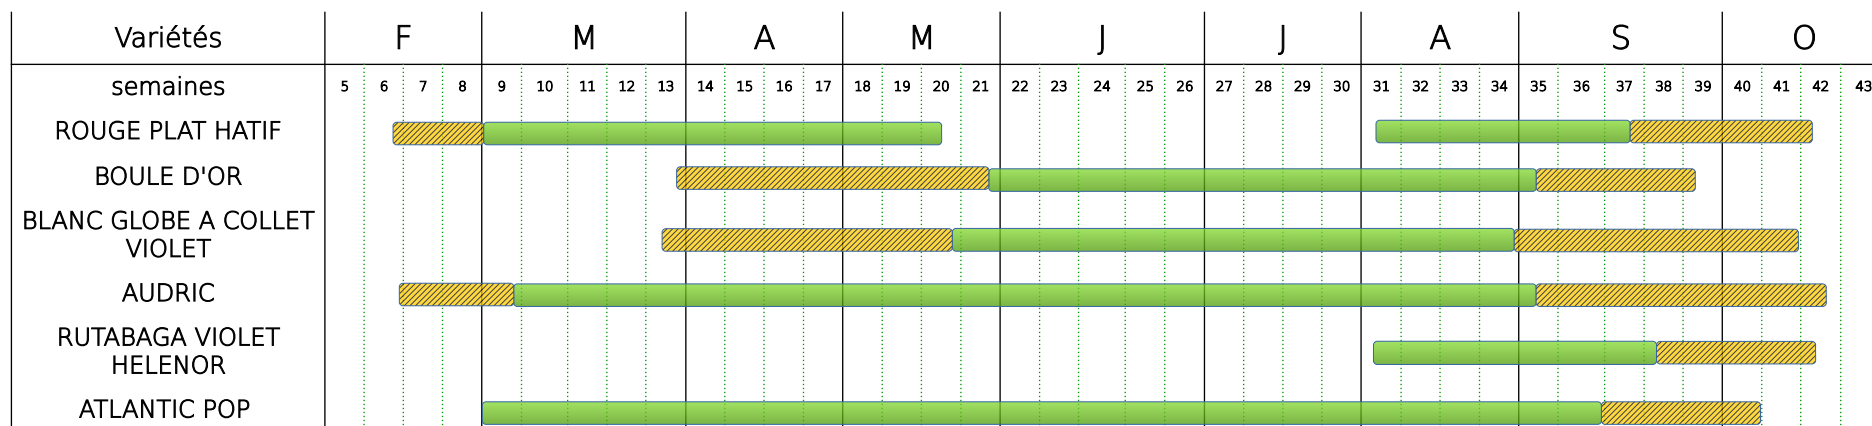 Variétés F M A M J J A S O
semaines 5 6 7 8 9 10 11 12 13 14 15 16 17 18 19 20 21 22 23 24 25 26 27 28 29 30 31 32 33 34 35 36 37 38 39 40 41 42 43
ROUGE PLAT HATIF
BOULE D'OR
BLANC GLOBE A COLLET
VIOLET
AUDRIC
RUTABAGA VIOLET
HELENOR
ATLANTIC POP